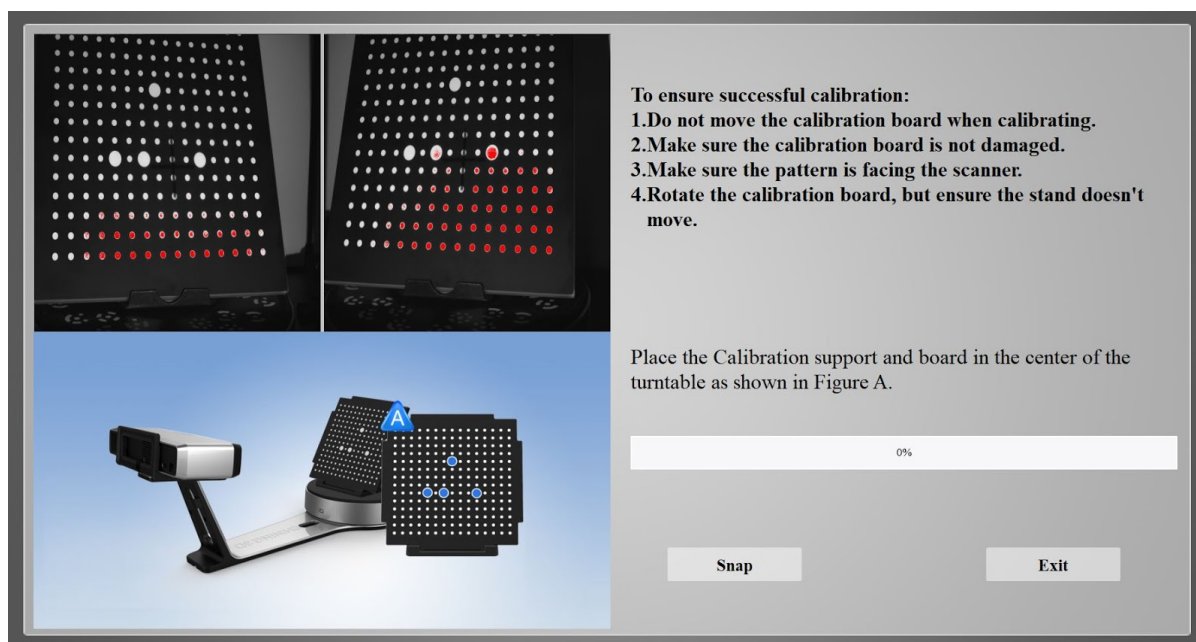 To ensure successful calibration:
1.Do not move the calibration board when calibrating.
2.Make sure the calibration board is not damaged.
3.Make sure the pattern is facing the scanner.
4.Rotate the calibration board, but ensure the stand doesn't
move.
Place the Calibration support and board in the center of the
turntable as shown in Figure A.
A
0%
Snap
Exit